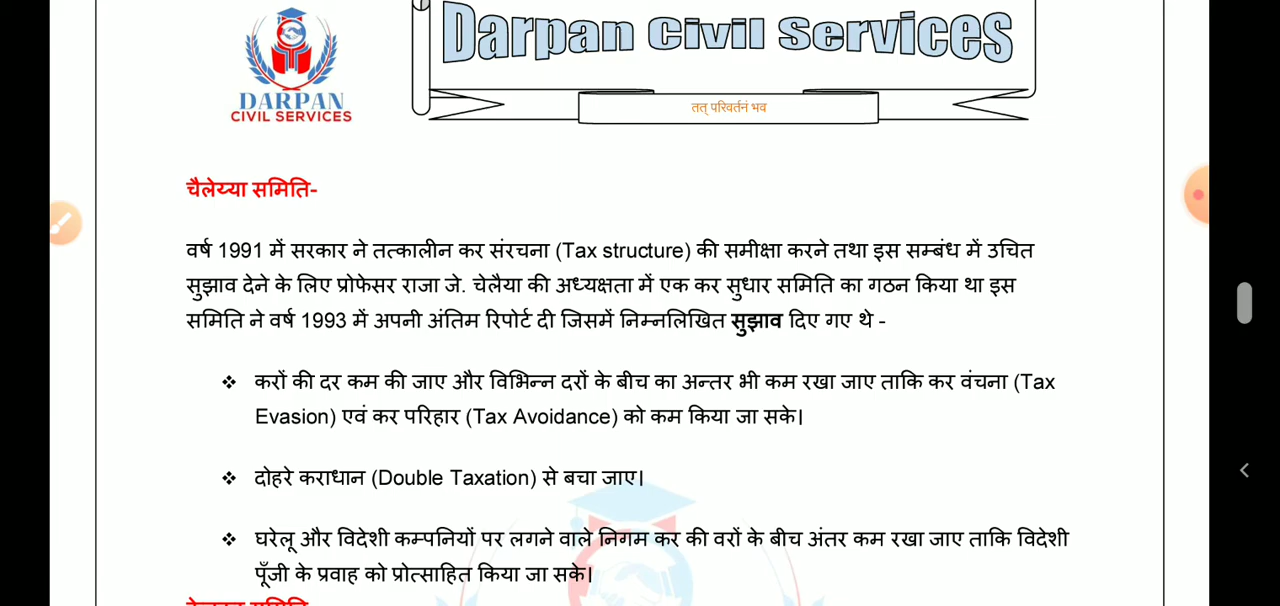 Darpan Civil Services
DARPAN
CIVIL SERVICES
तत् परिवर्तनं भव
चैलेय्या समिति-
वर्ष 1991 में सरकार ने तत्कालीन कर संरचना (Tax structure) की समीक्षा करने तथा इस सम्बंध में उचित
सुझाव देने के लिए प्रोफेसर राजा जे. चेलैया की अध्यक्षता में एक कर सुधार समिति का गठन किया था इस
समिति ने वर्ष 1993 में अपनी अंतिम रिपोर्ट दी जिसमें निम्नलिखित सुझाव दिए गए थे -
❖ करों की दर कम की जाए और विभिन्न दरों के बीच का अन्तर भी कम रखा जाए ताकि कर वंचना (Tax
Evasion) एवं कर परिहार (Tax Avoidance) को कम किया जा सके।
❖ दोहरे कराधान (Double Taxation) से बचा जाए।
❖ घरेलू और विदेशी कम्पनियों पर लगने वाले निगम कर की वरों के बीच अंतर कम रखा जाए ताकि विदेशी
पूँजी के प्रवाह को प्रोत्साहित किया जा सके।